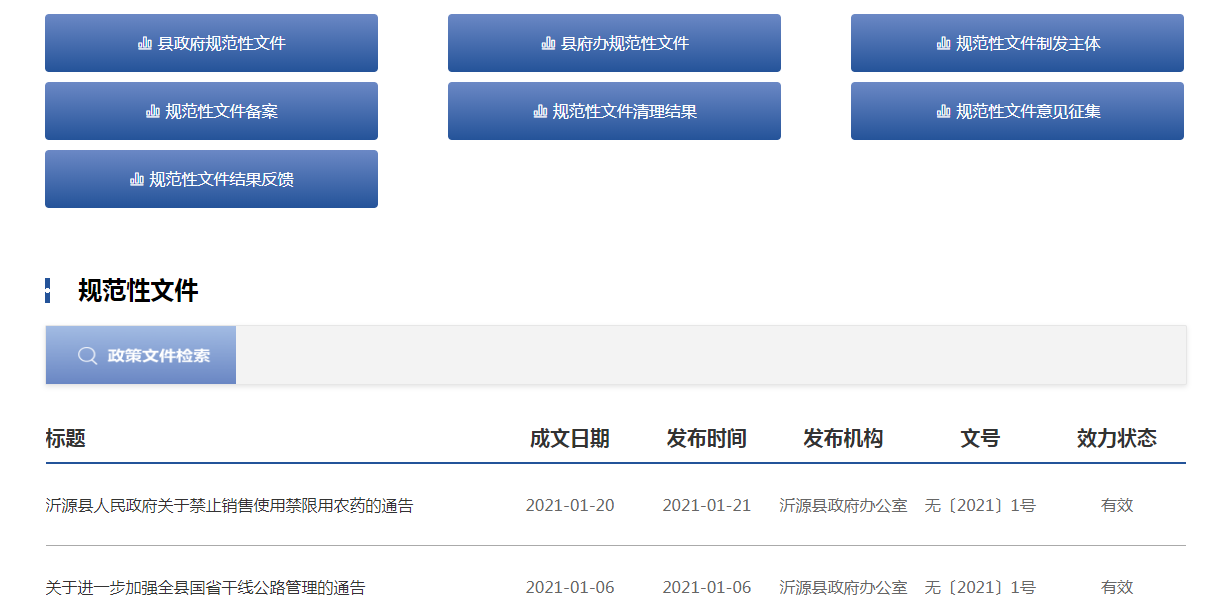 县政府规范性文件 县府办规范性文件 规范性文件制发主体
规范性文件备案 规范性文件清理结果 规范性文件意见征集
规范性文件结果反馈
规范性文件
政策文件检索
标题 成文日期 发布时间 发布机构 文号 效力状态
沂源县人民政府关于禁止销售使用禁限用农药的通告 2021-01-20 2021-01-21 沂源县政府办公室 无〔2021〕1号 有效
关于进一步加强全县国省干线公路管理的通告 2021-01-06 2021-01-06 沂源县政府办公室 无〔2021〕1号 有效